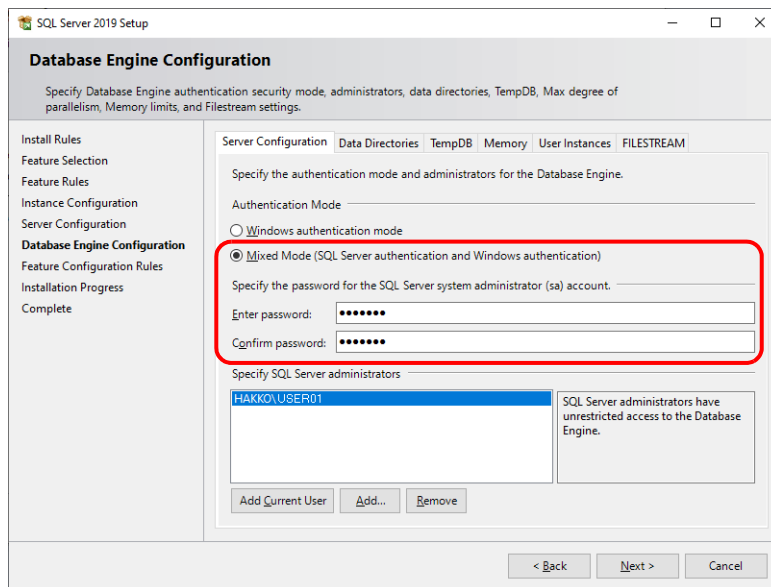 SQL Server 2019 Setup
Database Engine Configuration
Specify Database Engine authentication security mode, administrators, data directories, TempDB, Max degree of
parallelism, Memory limits, and Filestream settings.
Install Rules
Feature Selection
Feature Rules
Instance Configuration
Server Configuration
Database Engine Configuration
Feature Configuration Rules
Installation Progress
Complete
Server Configuration Data Directories TempDB Memory User Instances FILESTREAM
Specify the authentication mode and administrators for the Database Engine.
Authentication Mode
Windows authentication mode
Mixed Mode (SQL Server authentication and Windows authentication)
Specify the password for the SQL Server system administrator (sa) account.
Enter password: ●●●●●●●
Confirm password: ●●●●●●●
Specify SQL Server administrators
HAKKO\USER01
SQL Server administrators have
unrestricted access to the Database
Engine.
Add Current User Add... Remove
< Back Next > Cancel